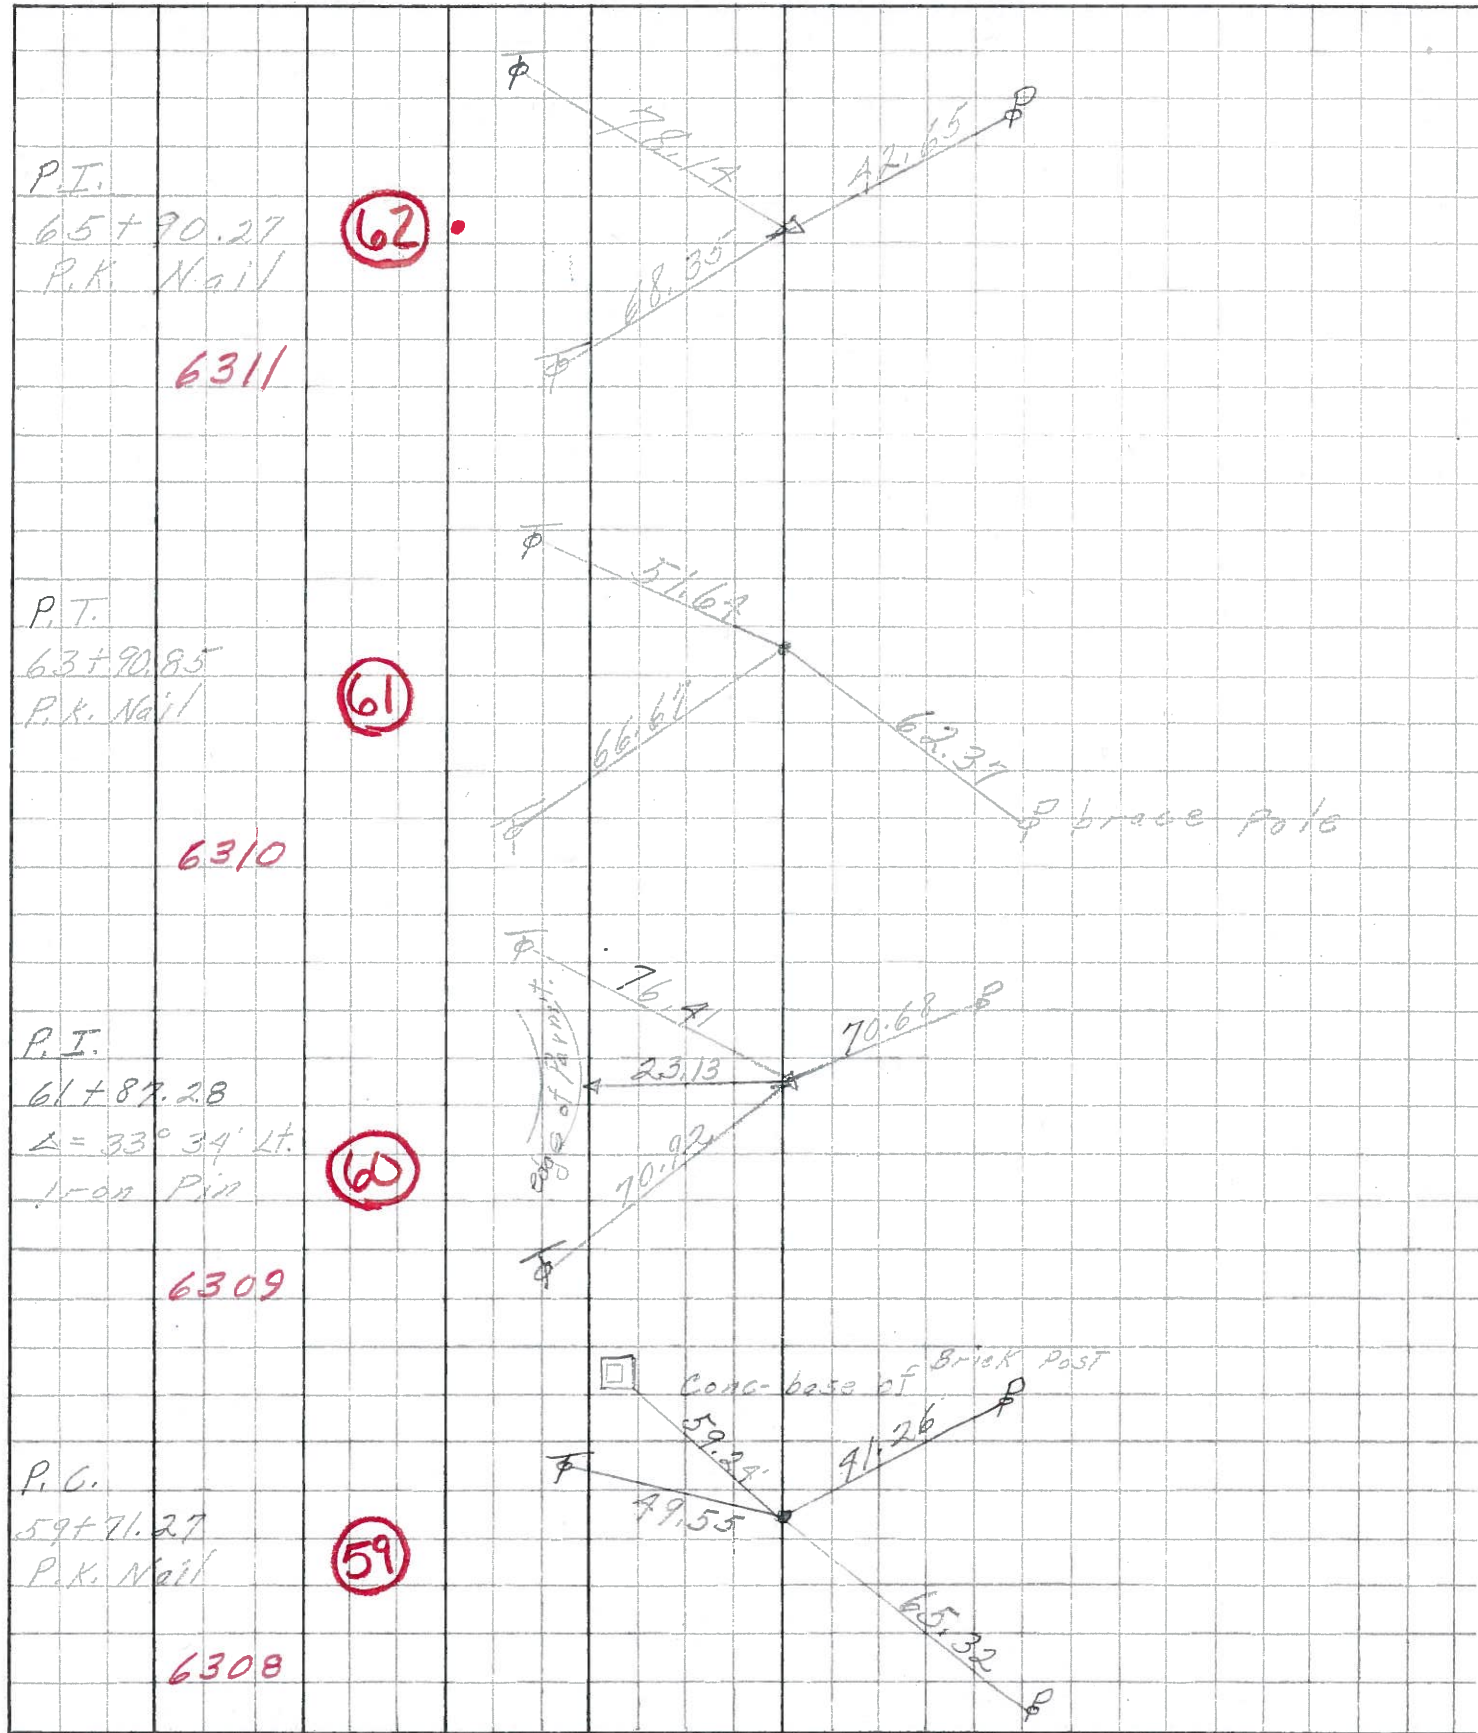 78.14
42.65
P.I.
65+90.27
P.K. Nail
62
68.35
6311
51.64
P.T.
63+90.85
P.K. Nail
61
66.67
62.37
brace Pole
6310
76.41
70.68
P.I.
61+87.28
Δ=33° 34' Lt.
Iron Pin
60
23.13
edge of Pavm't.
70.92
6309
Conc-base of Brick Post
59.24'
41.26
P.C.
59+71.27
P.K. Nail
59
49.55
65.32
6308